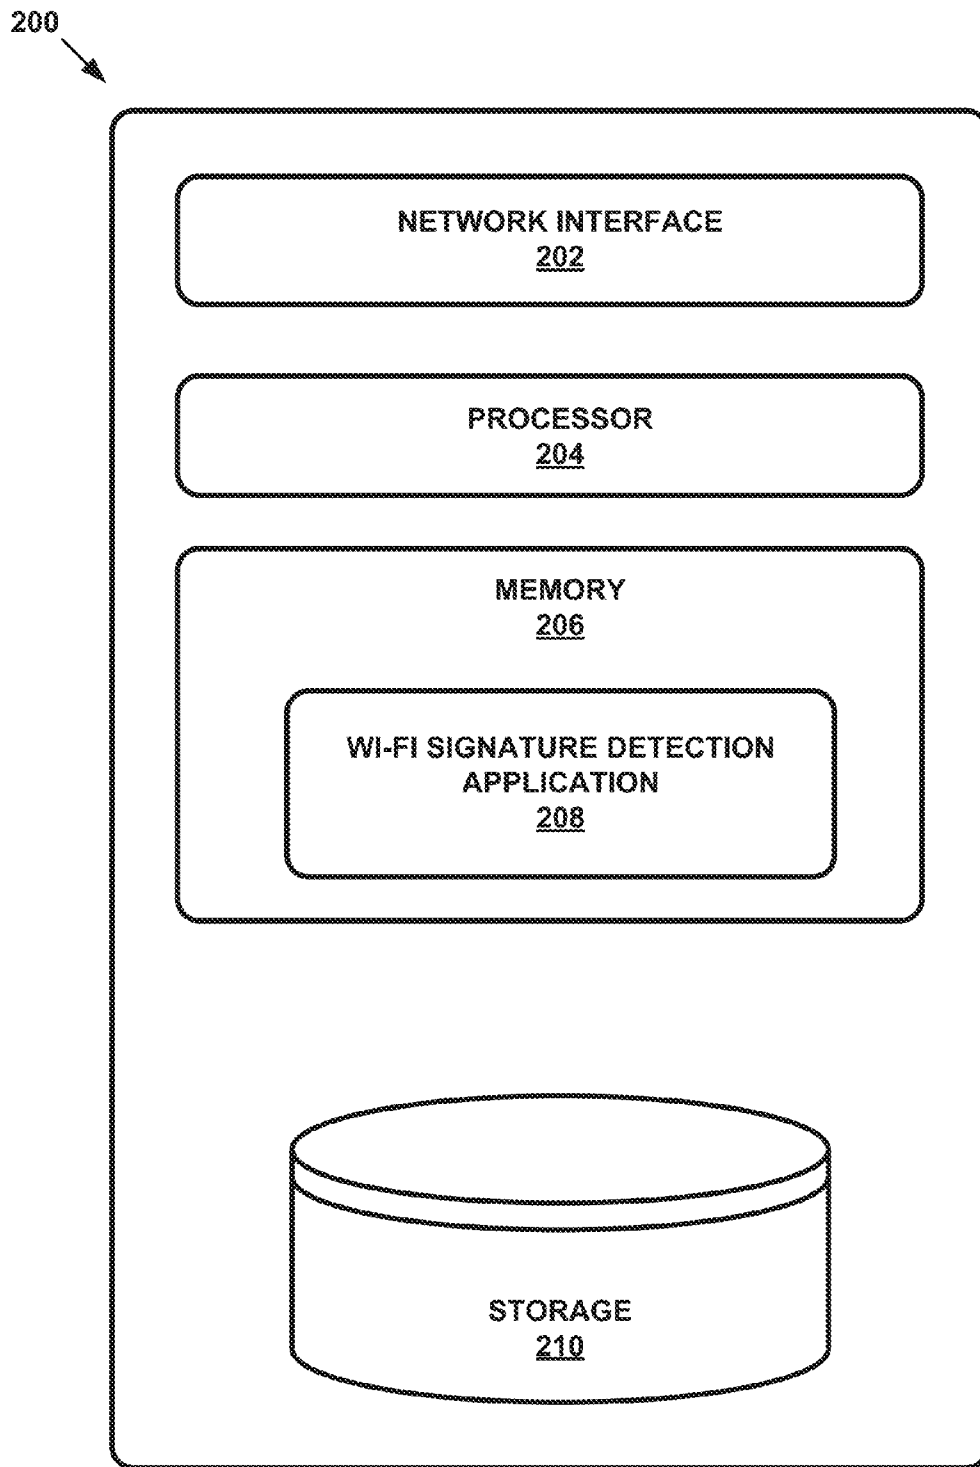 200
NETWORK INTERFACE
202
PROCESSOR
204
MEMORY
206
WI-FI SIGNATURE DETECTION
APPLICATION
208
STORAGE
210